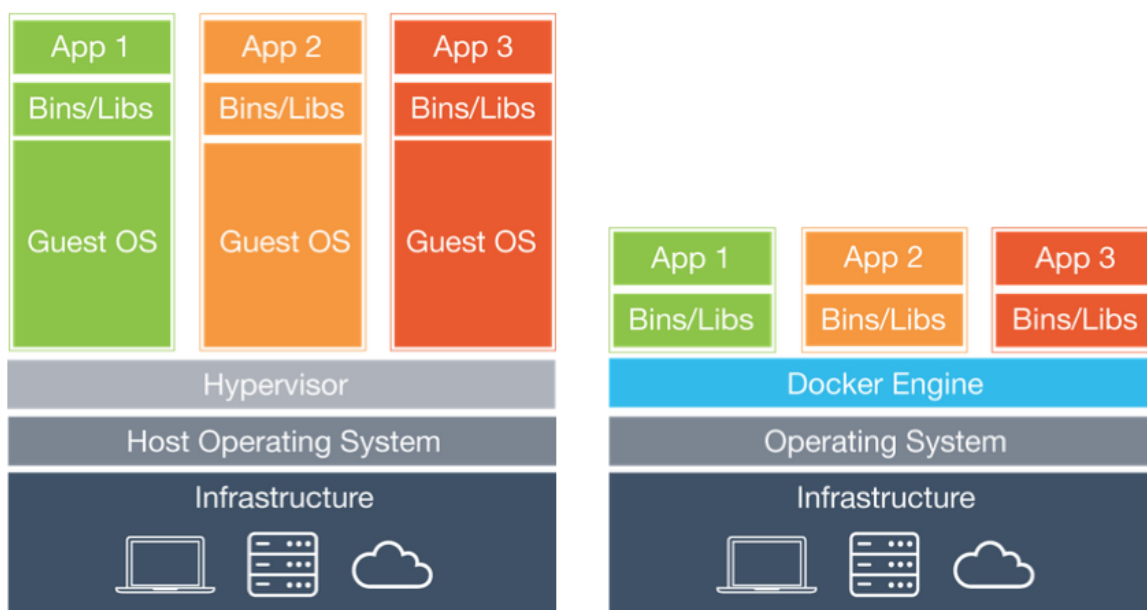 App 1
App 2
App 3
Bins/Libs
Bins/Libs
Bins/Libs
Guest OS
Guest OS
Guest OS
Hypervisor
Host Operating System
Infrastructure
App 1
App 2
App 3
Bins/Libs
Bins/Libs
Bins/Libs
Docker Engine
Operating System
Infrastructure